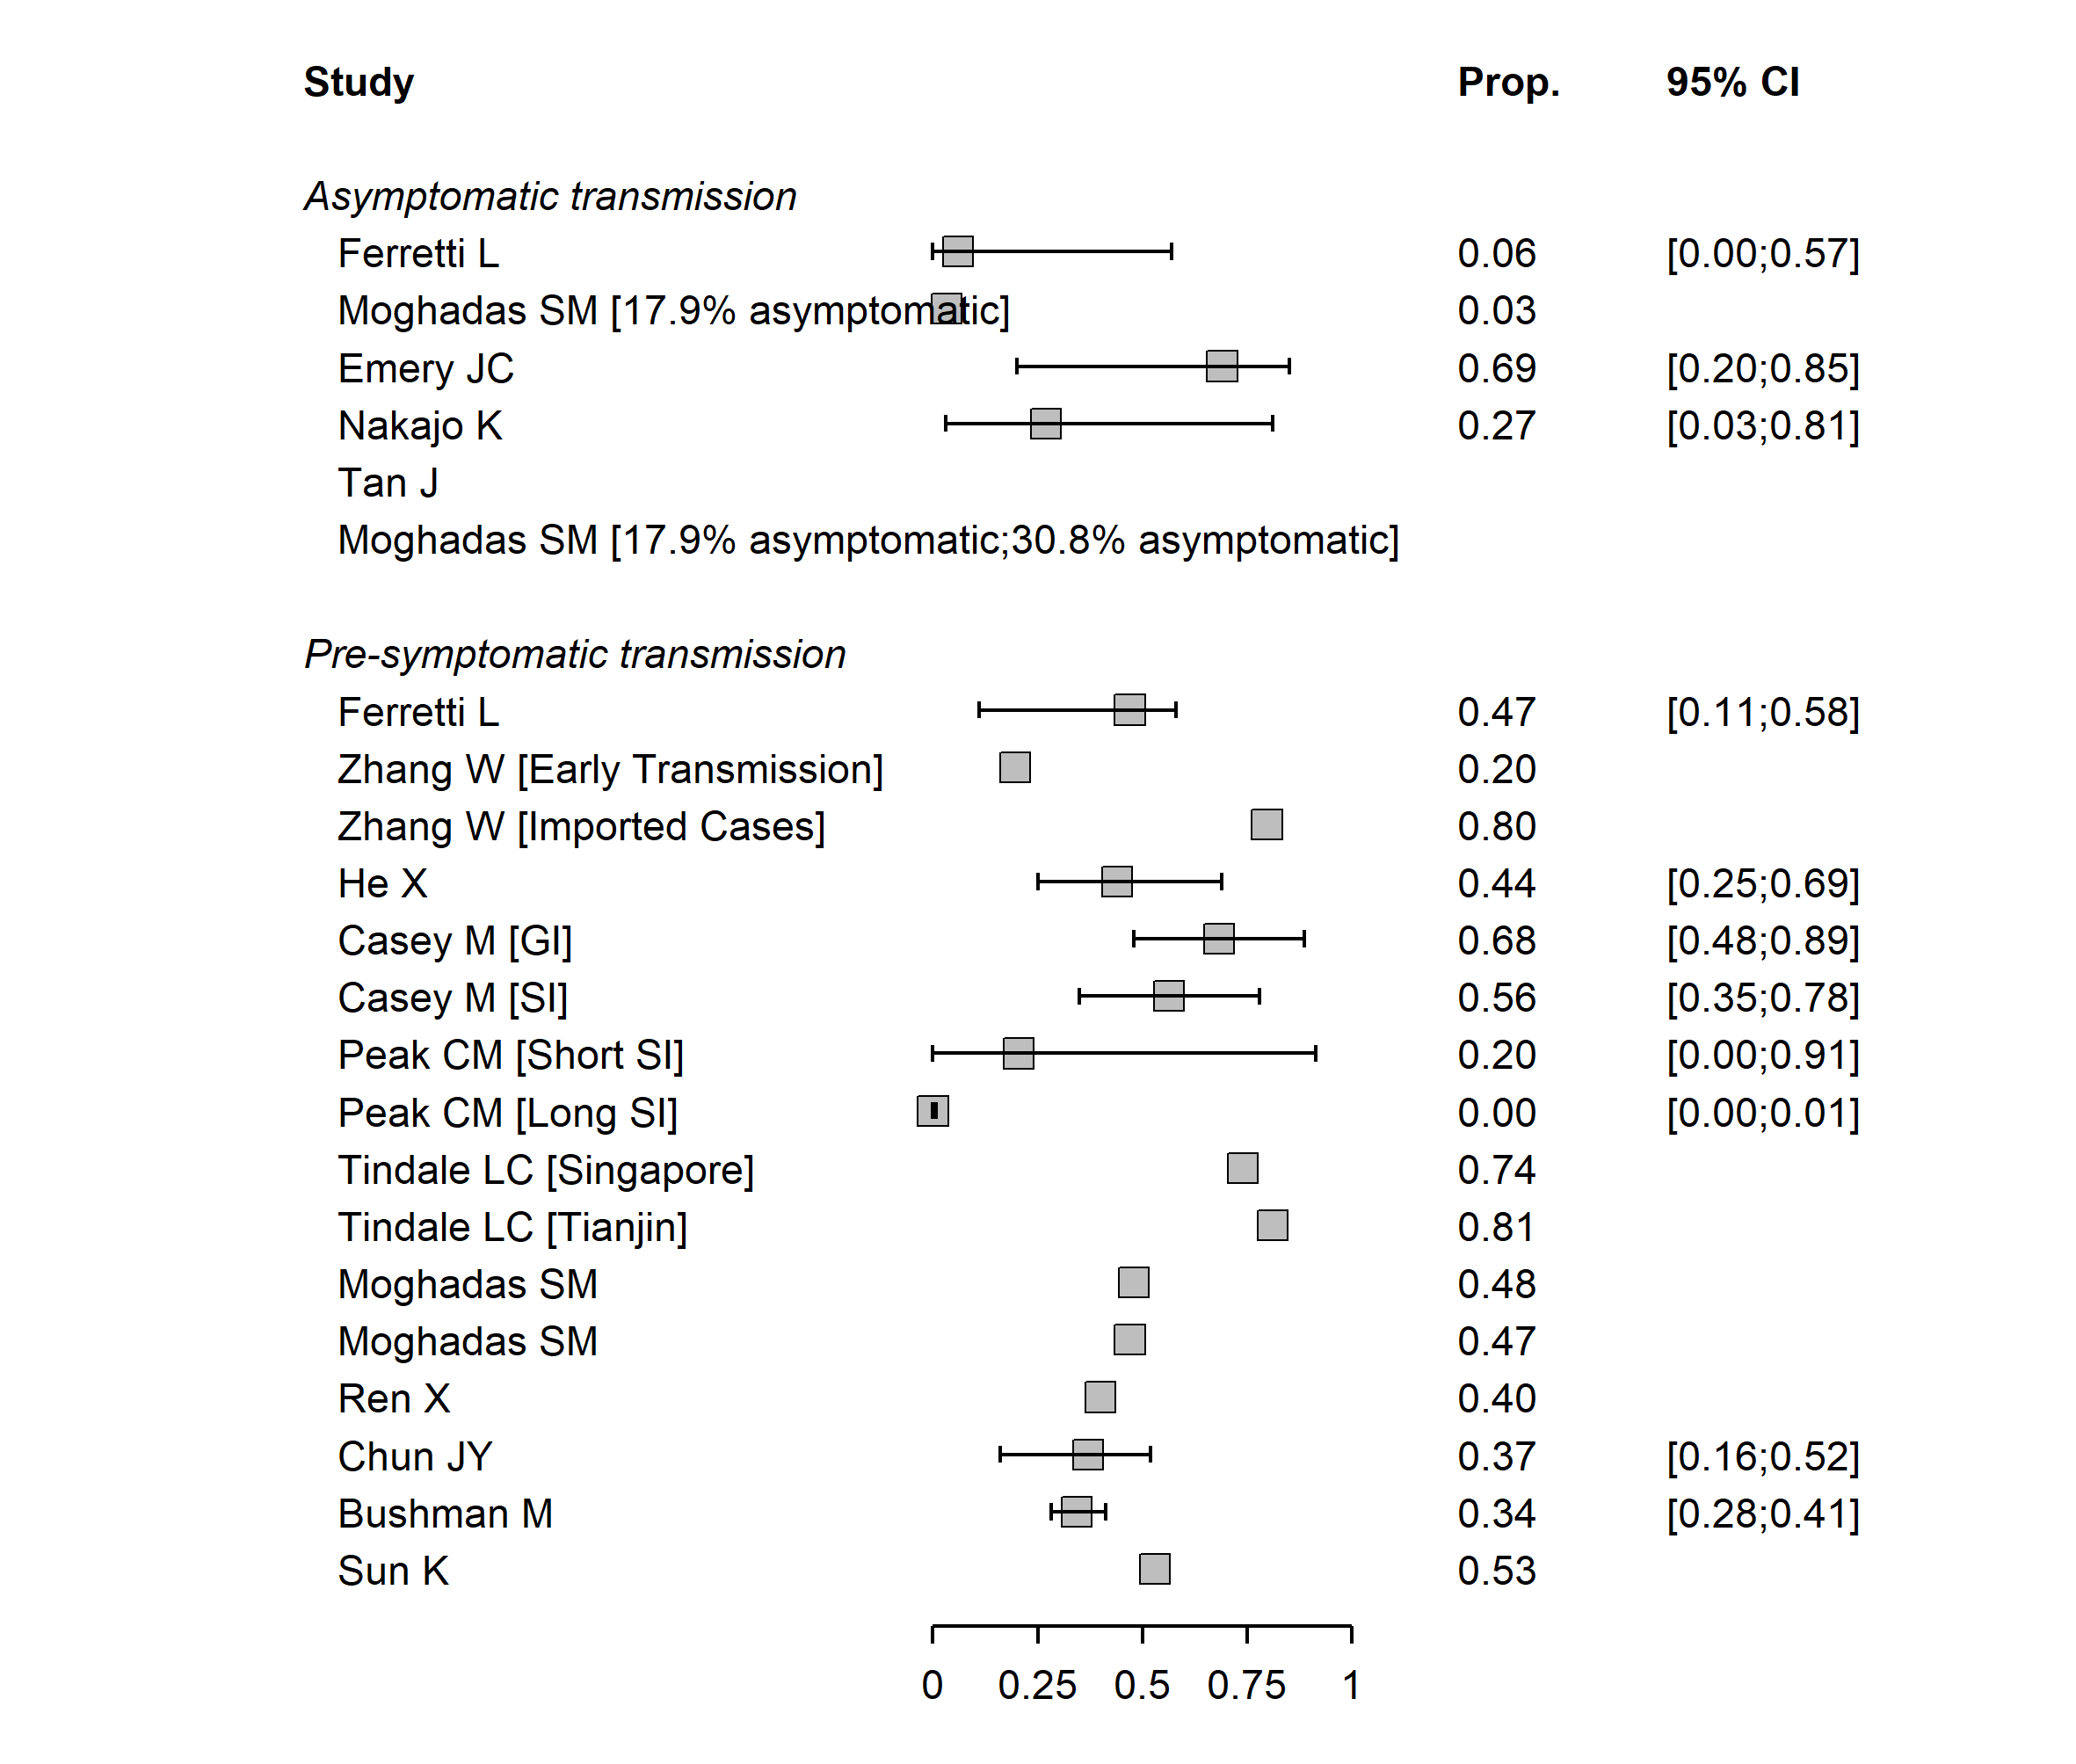 Study Prop. 95% CI
Asymptomatic transmission
Ferretti L 0.06 [0.00;0.57]
Moghadas SM [17.9% asymptomatic] 0.03
Emery JC 0.69 [0.20;0.85]
Nakajo K 0.27 [0.03;0.81]
Tan J
Moghadas SM [17.9% asymptomatic;30.8% asymptomatic]
Pre-symptomatic transmission
Ferretti L 0.47 [0.11;0.58]
Zhang W [Early Transmission] 0.20
Zhang W [Imported Cases] 0.80
He X 0.44 [0.25;0.69]
Casey M [GI] 0.68 [0.48;0.89]
Casey M [SI] 0.56 [0.35;0.78]
Peak CM [Short SI] 0.20 [0.00;0.91]
Peak CM [Long SI] 0.00 [0.00;0.01]
Tindale LC [Singapore] 0.74
Tindale LC [Tianjin] 0.81
Moghadas SM 0.48
Moghadas SM 0.47
Ren X 0.40
Chun JY 0.37 [0.16;0.52]
Bushman M 0.34 [0.28;0.41]
Sun K 0.53
0 0.25 0.5 0.75 1